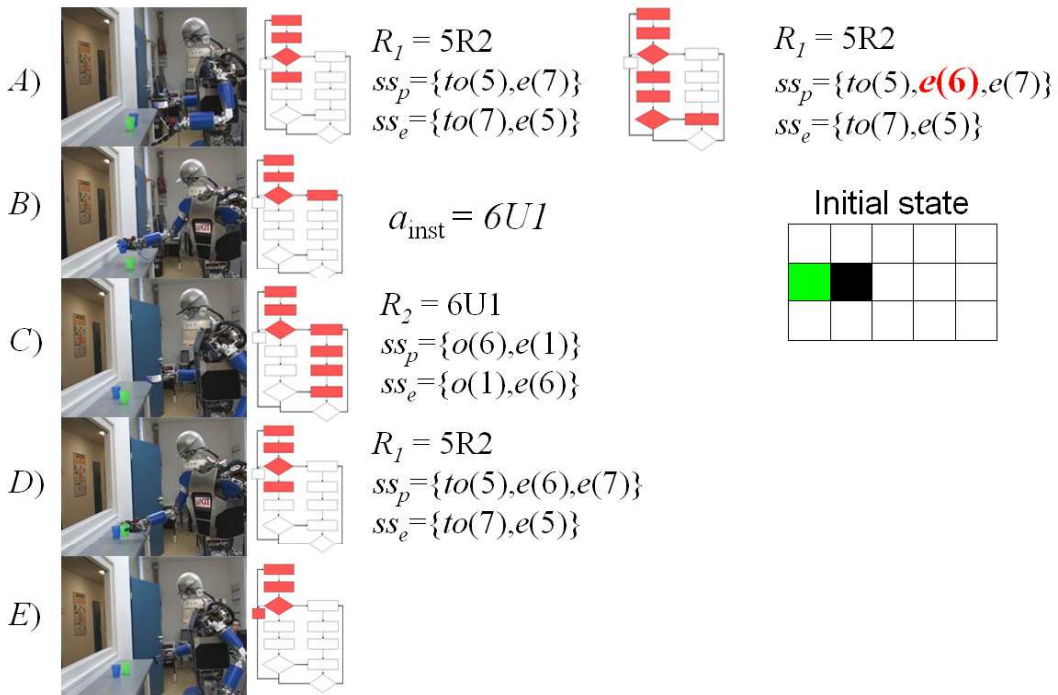 A)
R₁ = 5R2
ssₚ={to(5),e(7)}
ssₑ={to(7),e(5)}
R₁ = 5R2
ssₚ={to(5),e(6),e(7)}
ssₑ={to(7),e(5)}
B)
a_inst = 6U1
Initial state
C)
R₂ = 6U1
ssₚ={o(6),e(1)}
ssₑ={o(1),e(6)}
D)
R₁ = 5R2
ssₚ={to(5),e(6),e(7)}
ssₑ={to(7),e(5)}
E)